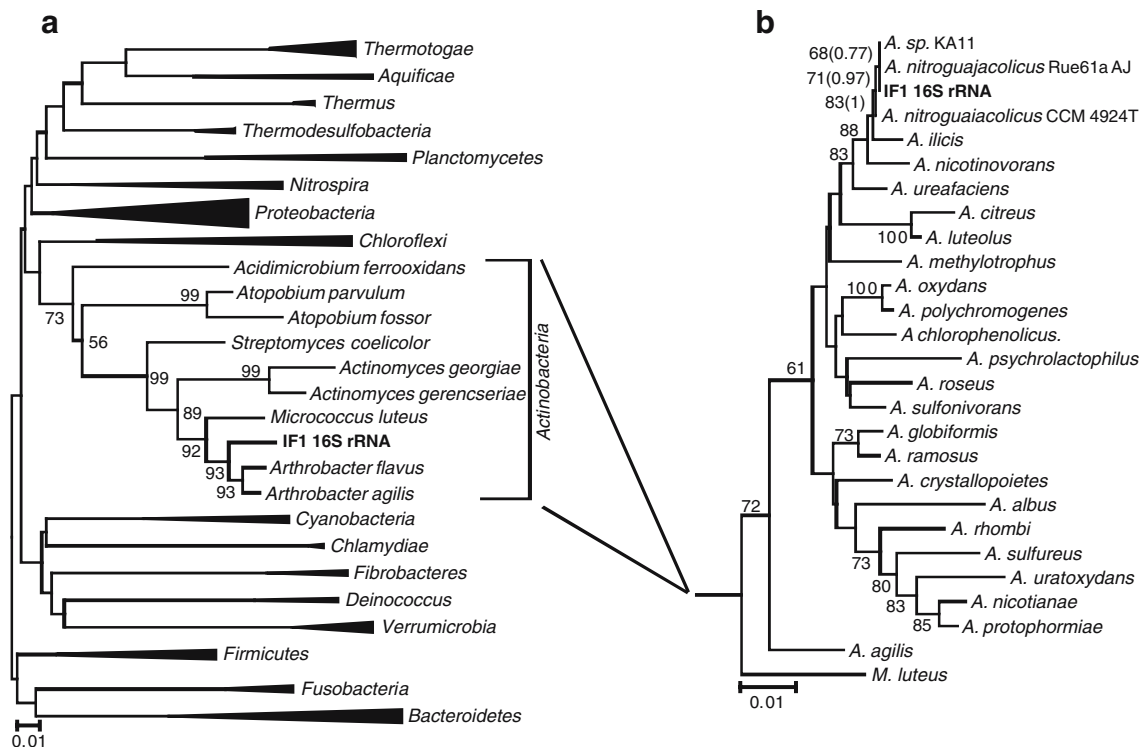 a
Thermotogae
Aquificae
Thermus
Thermodesulfobacteria
Planctomycetes
Nitrospira
Proteobacteria
Chloroflexi
Acidimicrobium ferrooxidans
99
Atopobium parvulum
Atopobium fossor
73
56
Streptomyces coelicolor
99
99
Actinomyces georgiae
Actinomyces gerencseriae
89
Micrococcus luteus
92
IF1 16S rRNA
93
Arthrobacter flavus
93
Arthrobacter agilis
Actinobacteria
Cyanobacteria
Chlamydiae
Fibrobacteres
Deinococcus
Verrumicrobia
Firmicutes
Fusobacteria
Bacteroidetes
0.01
b
A. sp. KA11
68(0.77)
A. nitroguajacolicus Rue61a AJ
71(0.97)
IF1 16S rRNA
83(1)
A. nitroguaiacolicus CCM 4924T
88
A. ilicis
83
A. nicotinovorans
A. ureafaciens
A. citreus
100
A. luteolus
A. methylotrophus
100
A. oxydans
A. polychromogenes
A chlorophenolicus.
A. psychrolactophilus
61
A. roseus
A. sulfonivorans
73
A. globiformis
A. ramosus
A. crystallopoietes
72
A. albus
A. rhombi
73
A. sulfureus
80
A. uratoxydans
83
A. nicotianae
85
A. protophormiae
A. agilis
M. luteus
0.01